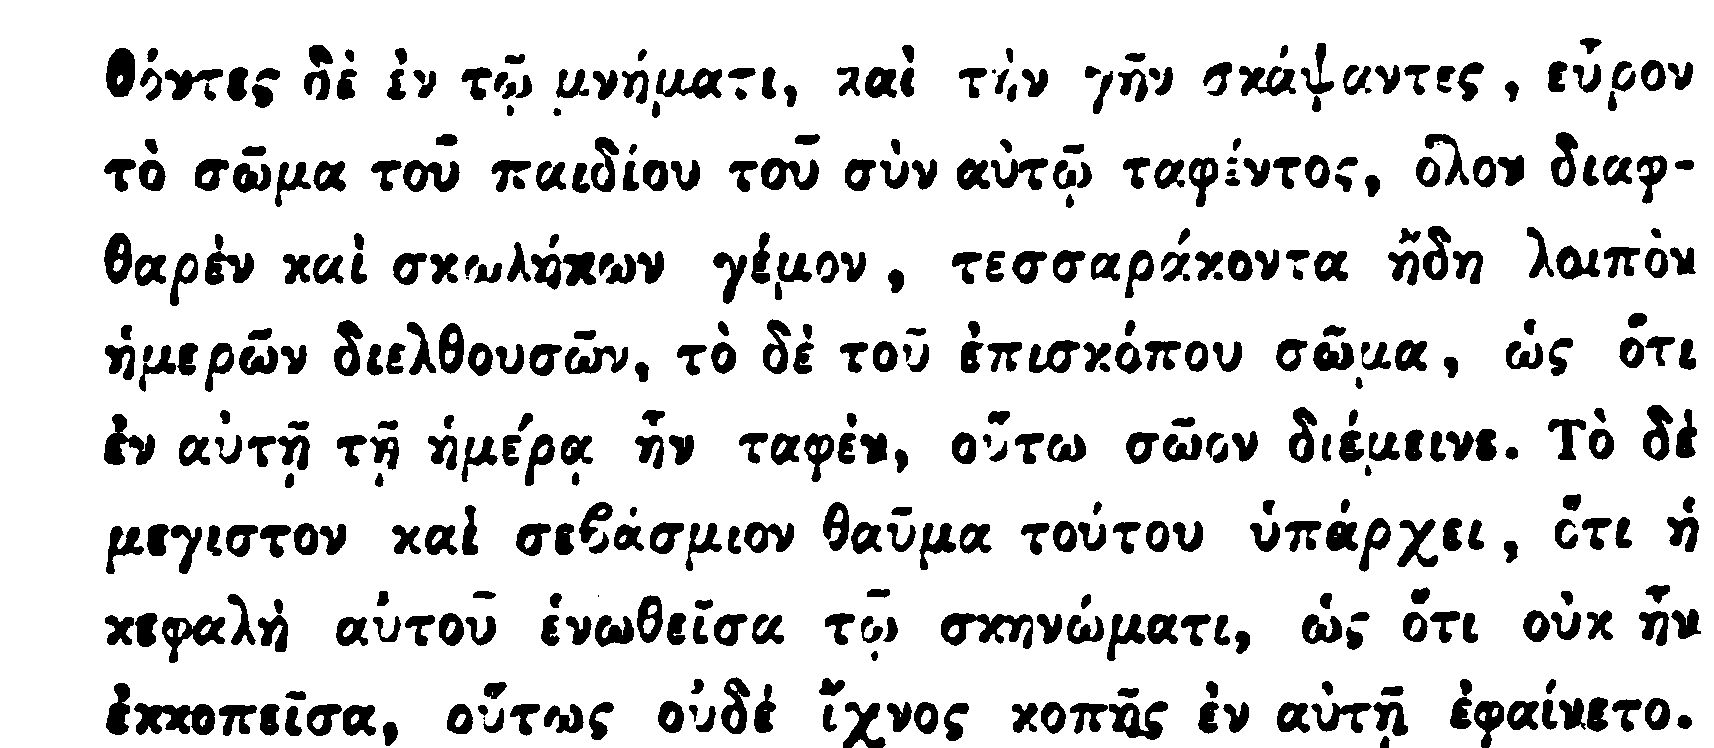 θόντες δὲ ἐν τῷ μνήματι, καὶ τὴν γῆν σκάψαντες, εὗρον
τὸ σῶμα τοῦ παιδίου τοῦ σὺν αὐτῷ ταφέντος, ὅλον διαφ-
θαρὲν καὶ σκωλήκων γέμον, τεσσαράκοντα ἤδη λοιπὸν
ἡμερῶν διελθουσῶν, τὸ δὲ τοῦ ἐπισκόπου σῶμα, ὡς ὅτι
ἐν αὐτῇ τῇ ἡμέρᾳ ἦν ταφὲν, οὕτω σῶον διέμεινε. Τὸ δὲ
μεγιστον καὶ σεβάσμιον θαῦμα τούτου ὑπάρχει, ὅτι ἡ
κεφαλὴ αὐτοῦ ἑνωθεῖσα τῷ σκηνώματι, ὡς ὅτι οὐκ ἦν
ἐκκοπεῖσα, οὕτως οὐδὲ ἴχνος κοπῆς ἐν αὐτῇ ἐφαίνετο.